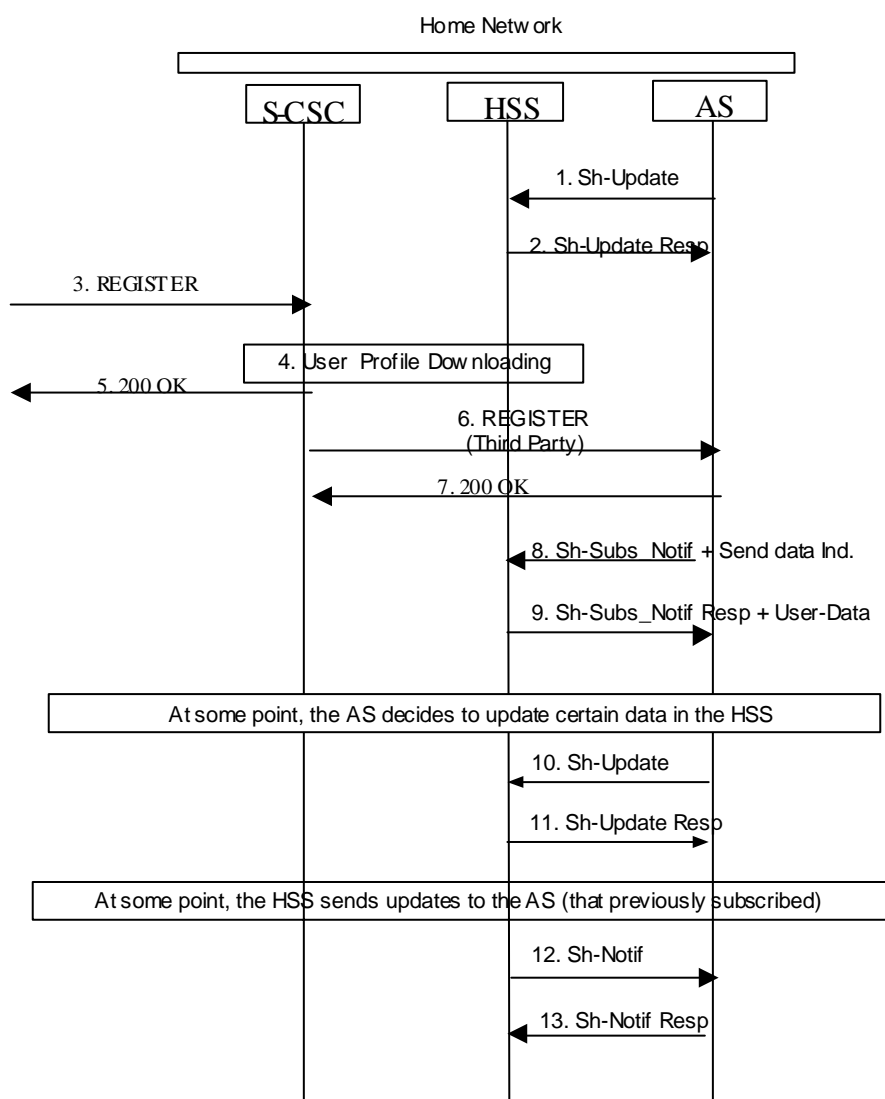 Home Network
S-CSC HSS AS
1. Sh-Update
2. Sh-Update Resp
3. REGISTER
4. User Profile Downloading
5. 200 OK
6. REGISTER
(Third Party)
7. 200 OK
8. Sh-Subs_Notif + Send data Ind.
9. Sh-Subs_Notif Resp + User-Data
At some point, the AS decides to update certain data in the HSS
10. Sh-Update
11. Sh-Update Resp
At some point, the HSS sends updates to the AS (that previously subscribed)
12. Sh-Notif
13. Sh-Notif Resp